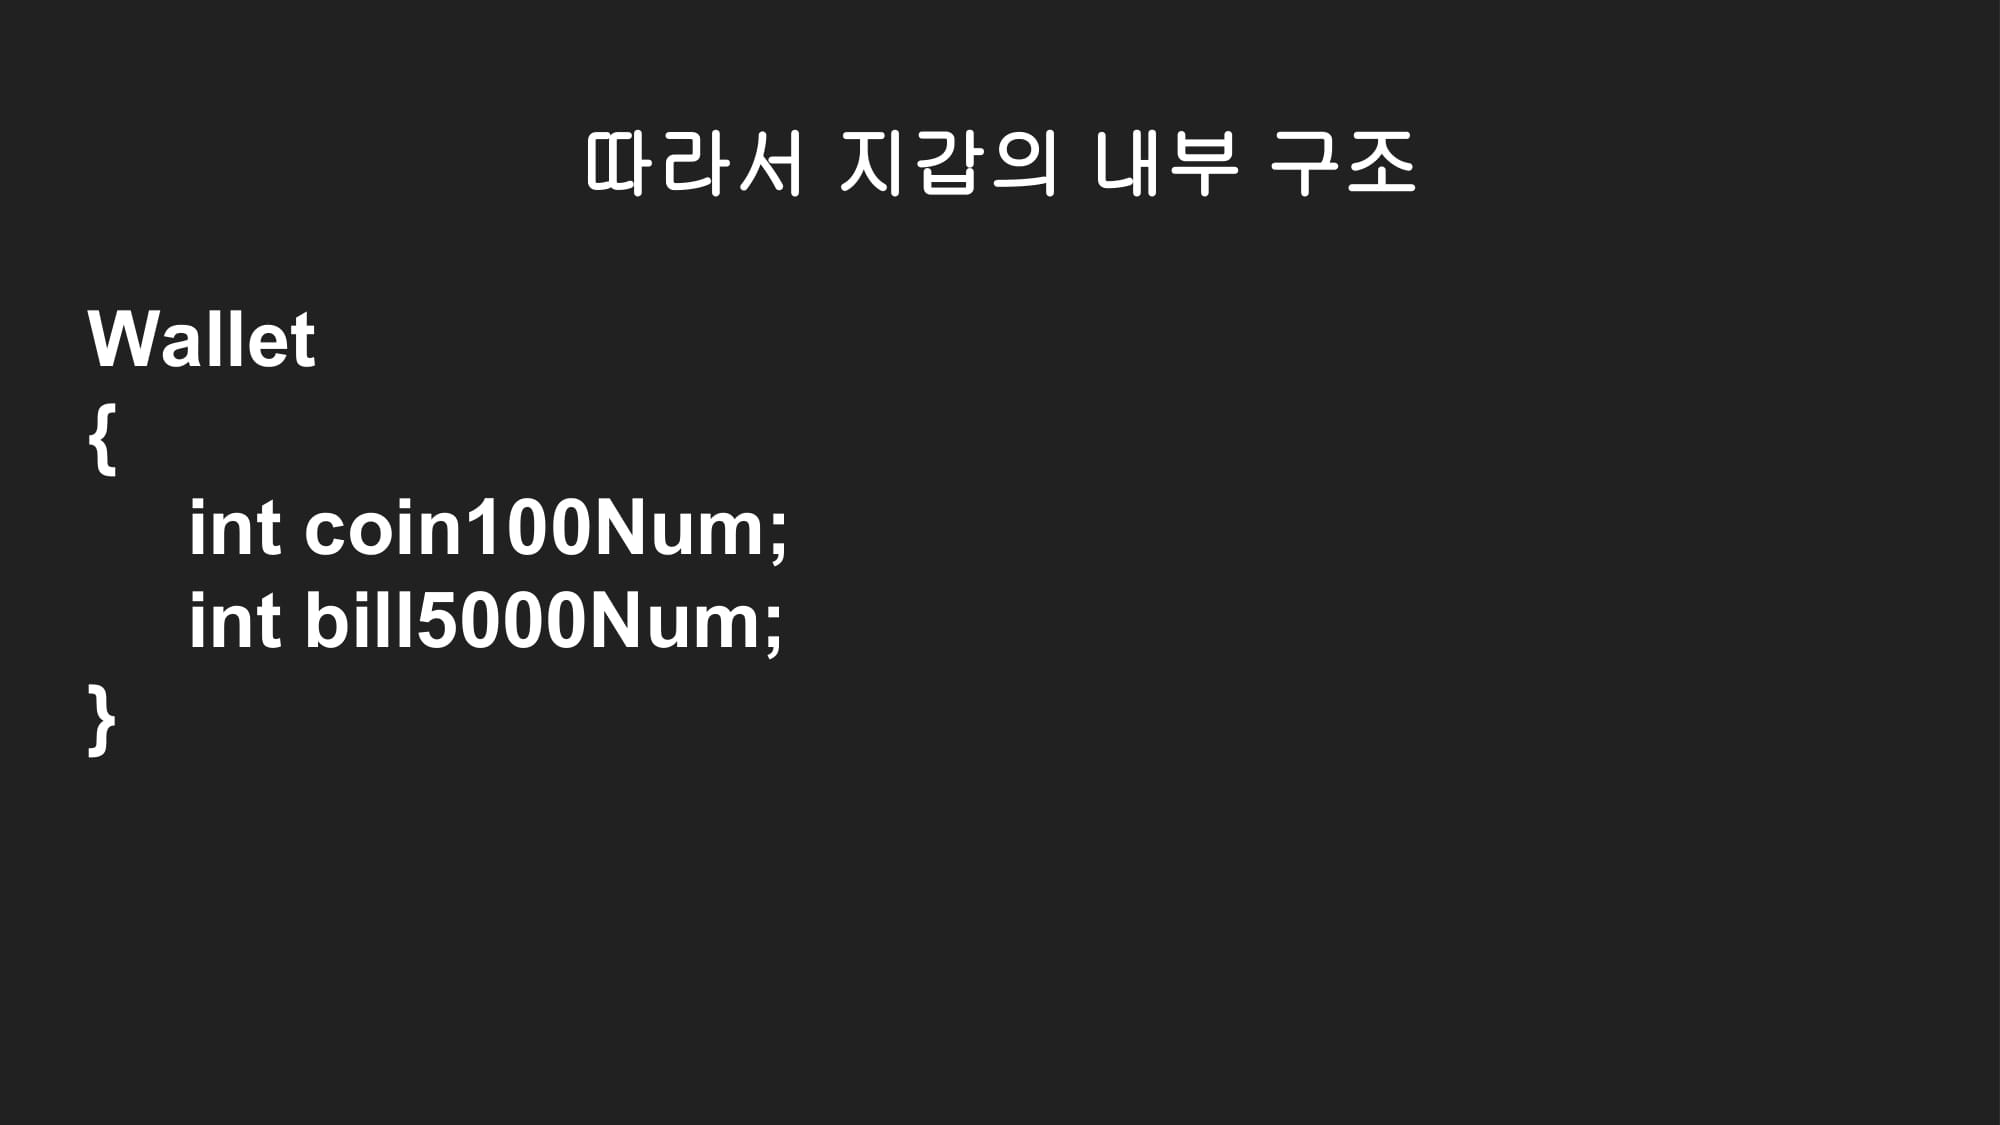 따라서 지갑의 내부 구조
Wallet
{
int coin100Num;
int bill5000Num;
}